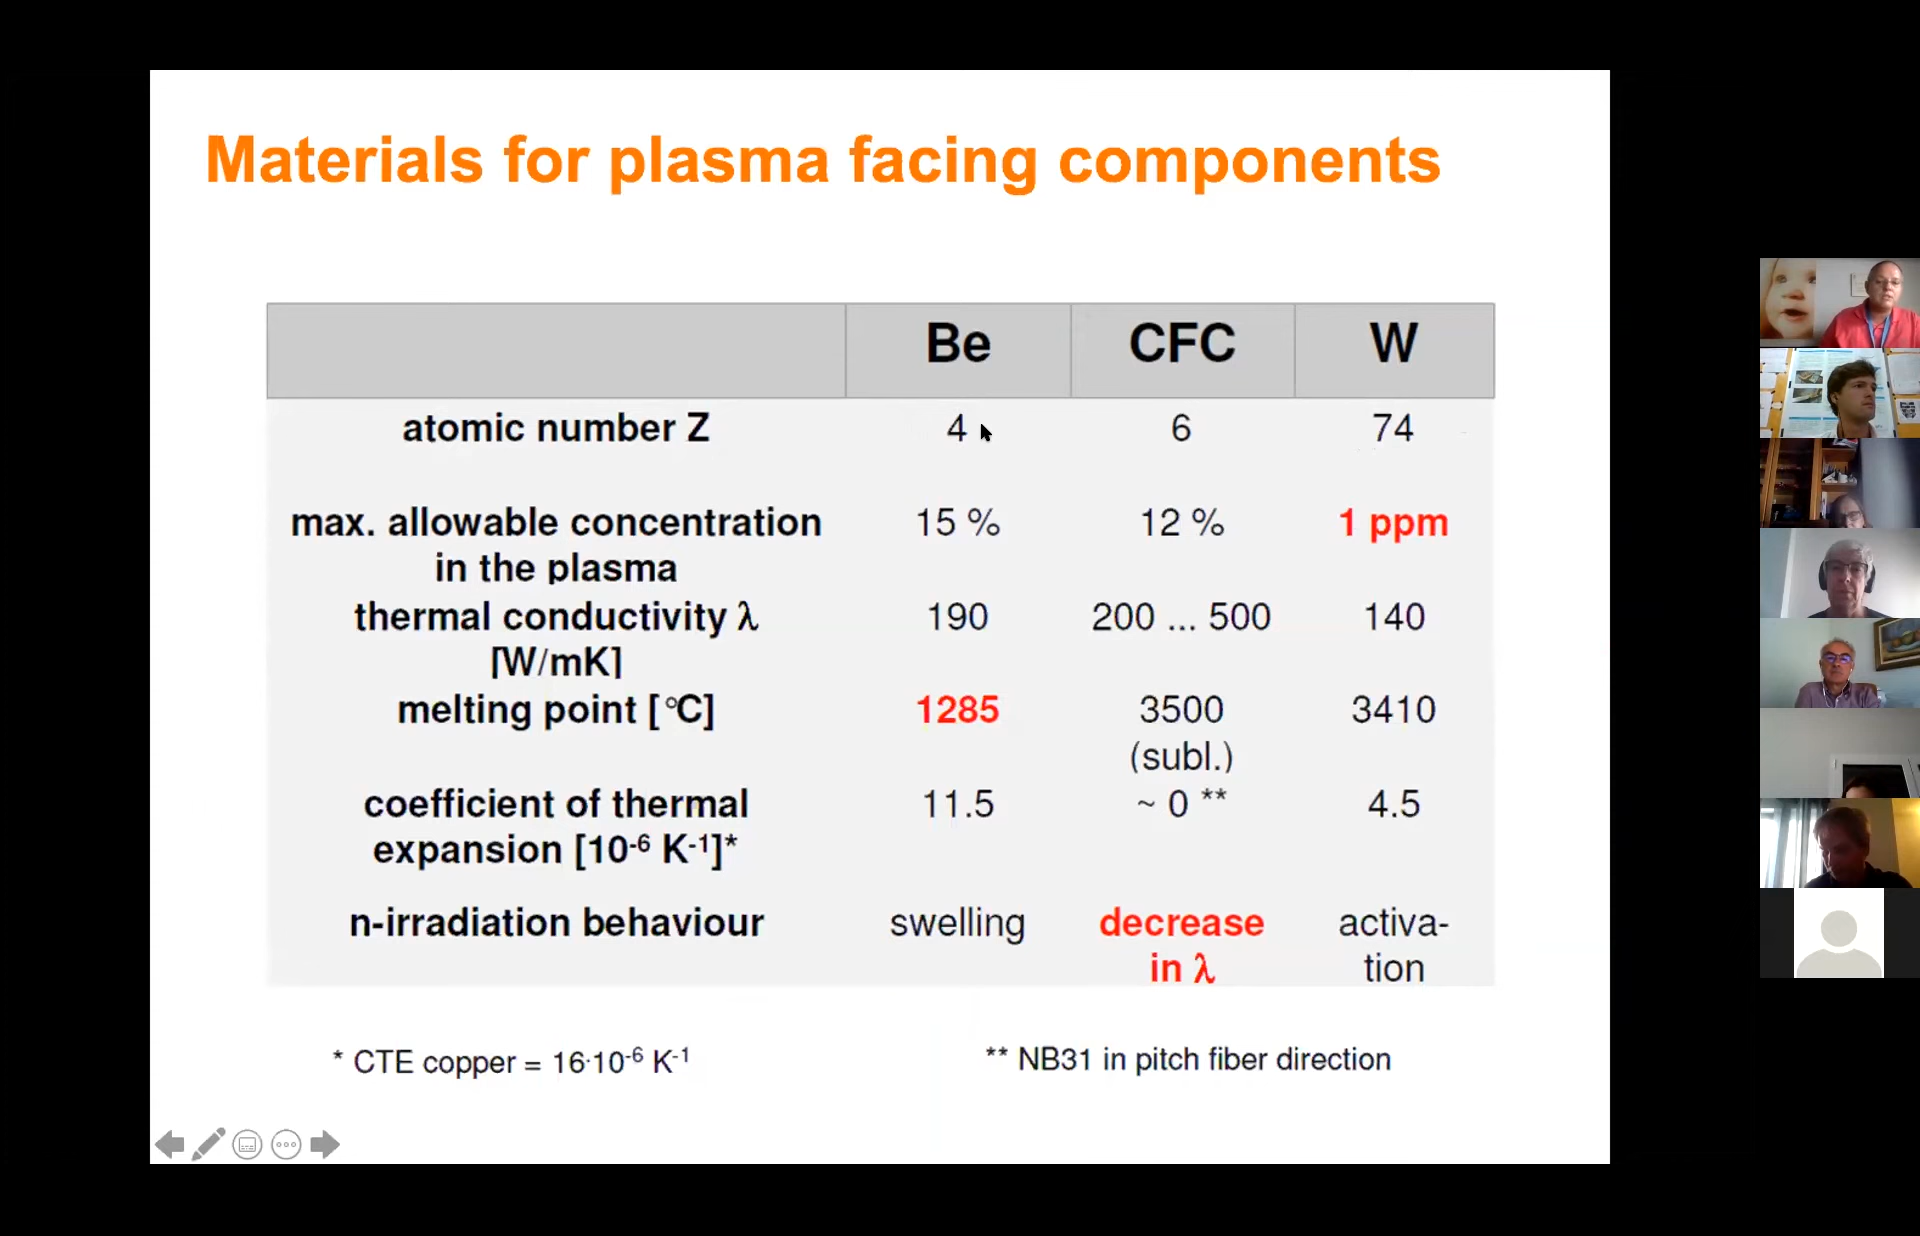 Materials for plasma facing components
Be CFC W
atomic number Z 4 6 74
max. allowable concentration 15 % 12 % 1 ppm
in the plasma
thermal conductivity λ 190 200 ... 500 140
[W/mK]
melting point [°C] 1285 3500 3410
(subl.)
coefficient of thermal 11.5 ~ 0 ** 4.5
expansion [10⁻⁶ K⁻¹]*
n-irradiation behaviour swelling decrease activa-
in λ tion
* CTE copper = 16·10⁻⁶ K⁻¹ ** NB31 in pitch fiber direction